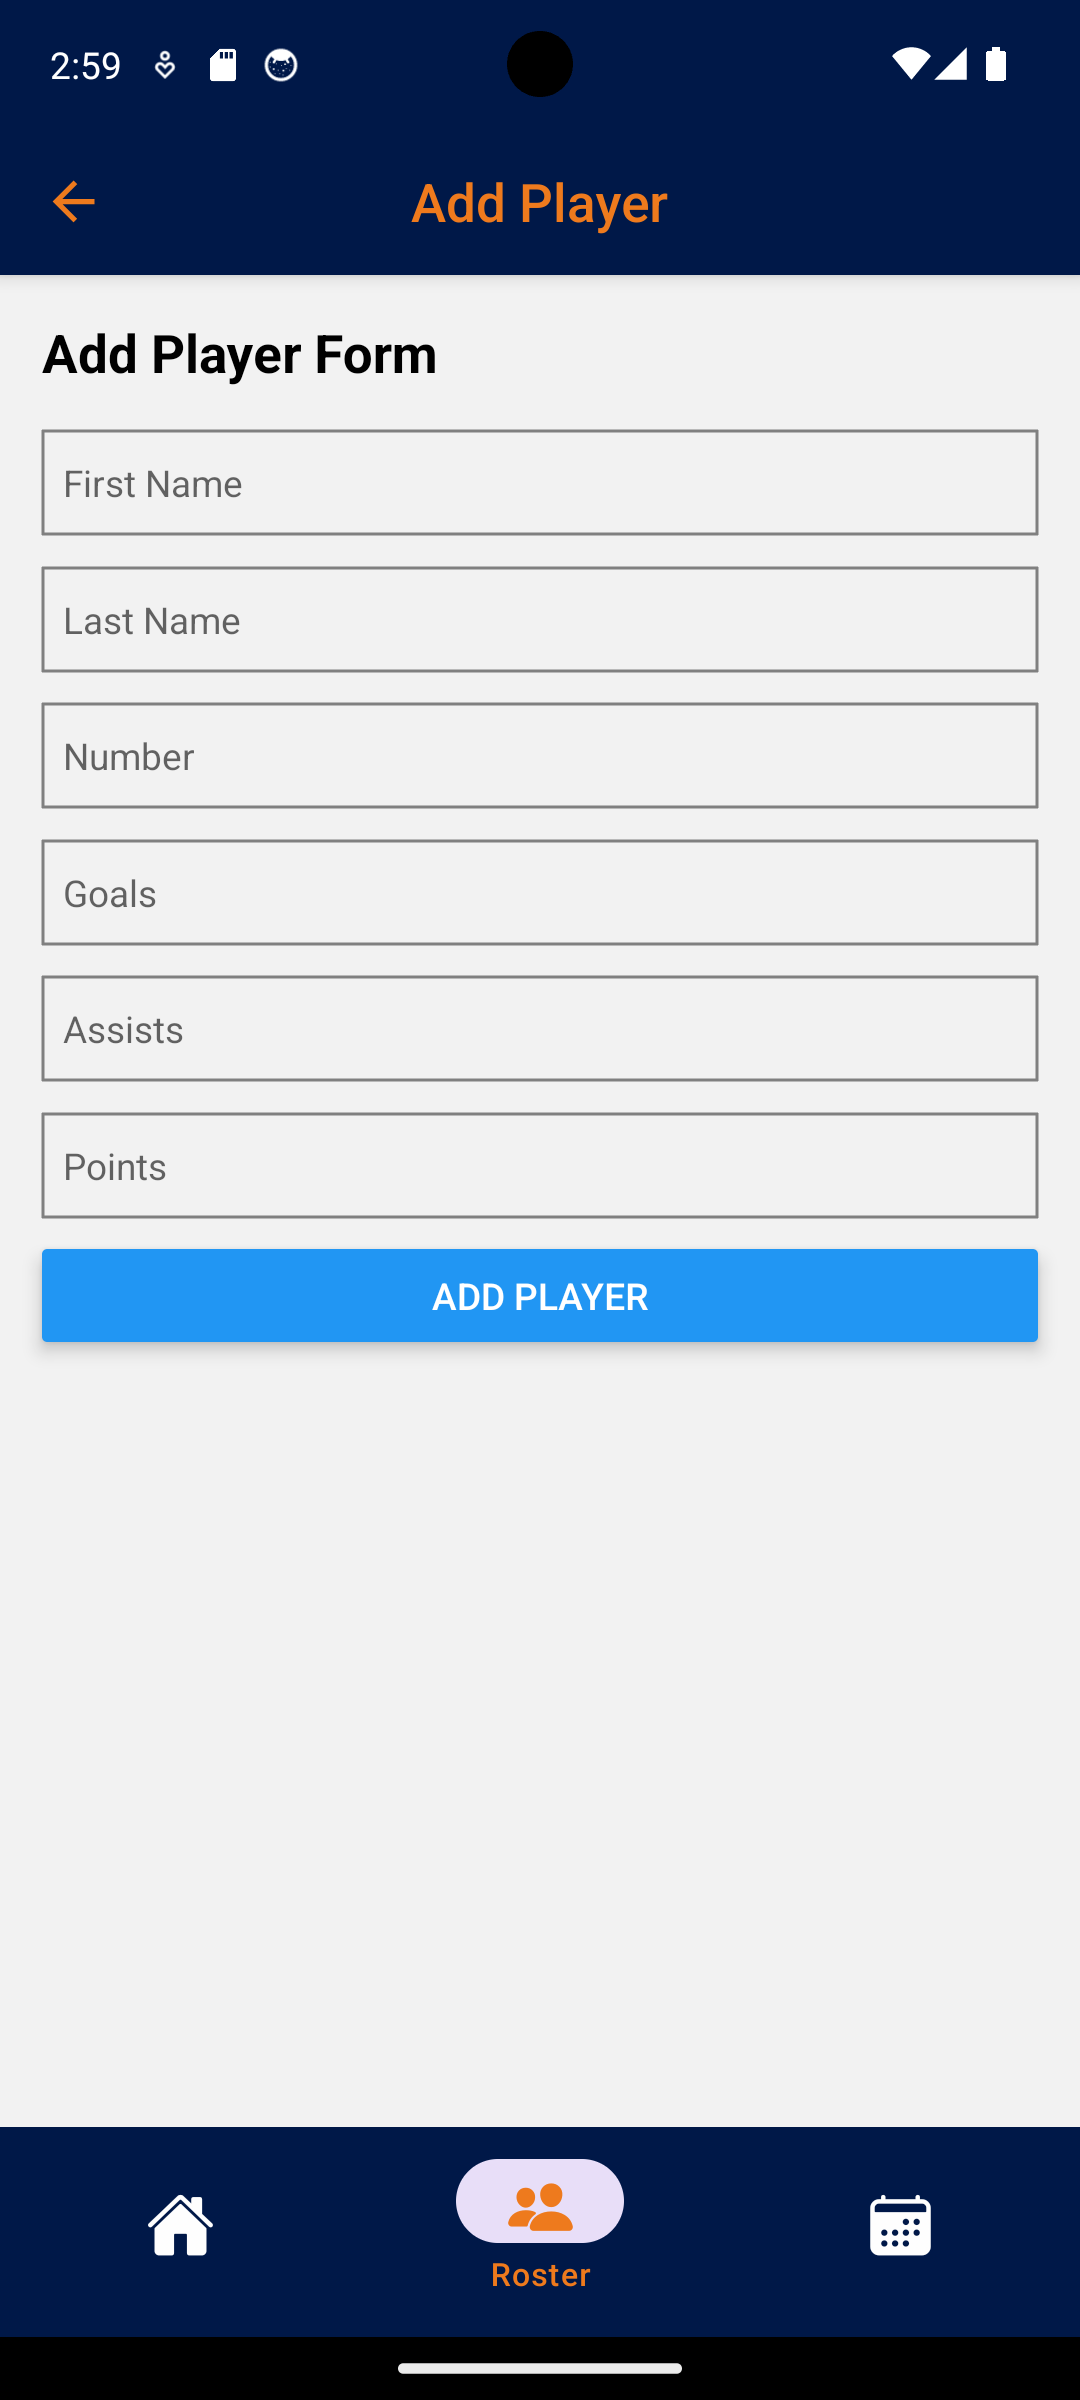 2:59
Add Player
Add Player Form
First Name
Last Name
Number
Goals
Assists
Points
ADD PLAYER
Roster